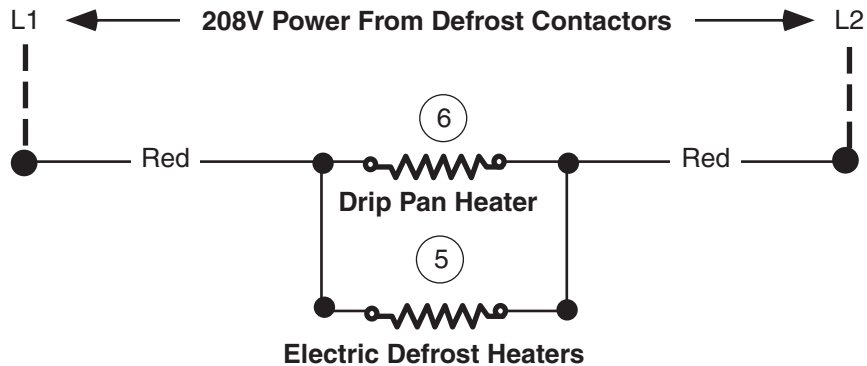 L1 208V Power From Defrost Contactors L2
6
Red Red
Drip Pan Heater
5
Electric Defrost Heaters